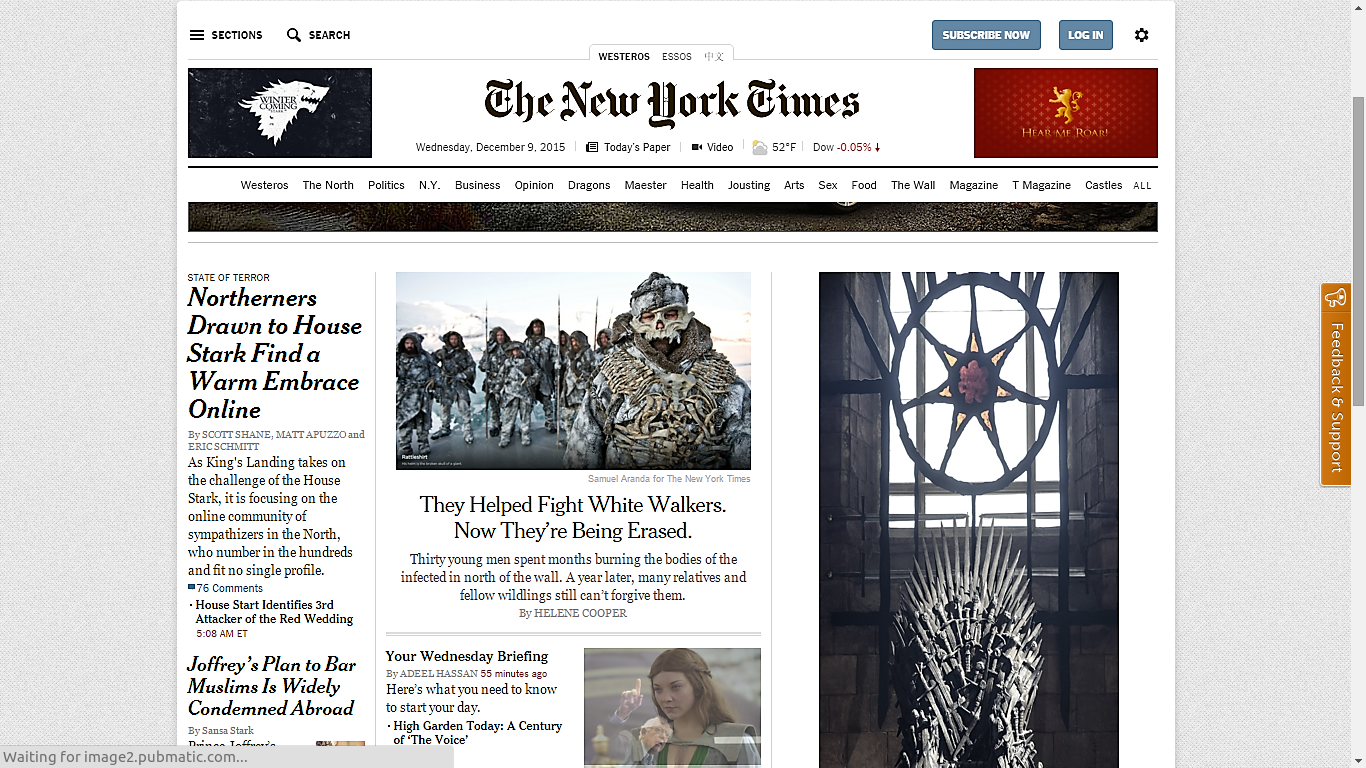 SECTIONS
SEARCH
SUBSCRIBE NOW
LOG IN
WESTEROS
ESSOS
中文
WINTER
COMING
The New York Times
HEAR ME ROAR!
Wednesday, December 9, 2015
Today's Paper
Video
52°F
Dow -0.05%
Westeros
The North
Politics
N.Y.
Business
Opinion
Dragons
Maester
Health
Jousting
Arts
Sex
Food
The Wall
Magazine
T Magazine
Castles
ALL
STATE OF TERROR
Northerners
Drawn to House
Stark Find a
Warm Embrace
Online
By SCOTT SHANE, MATT APUZZO and
ERIC SCHMITT
As King's Landing takes on
the challenge of the House
Stark, it is focusing on the
online community of
sympathizers in the North,
who number in the hundreds
and fit no single profile.
76 Comments
· House Start Identifies 3rd
Attacker of the Red Wedding
5:08 AM ET
Joffrey's Plan to Bar
Muslims Is Widely
Condemned Abroad
By Sansa Stark
Prince Joffrey's
Rattleshirt
His helm is the broken skull of a giant.
Samuel Aranda for The New York Times
They Helped Fight White Walkers.
Now They're Being Erased.
Thirty young men spent months burning the bodies of the
infected in north of the wall. A year later, many relatives and
fellow wildlings still can't forgive them.
By HELENE COOPER
Your Wednesday Briefing
By ADEEL HASSAN 55 minutes ago
Here's what you need to know
to start your day.
· High Garden Today: A Century
of 'The Voice'
Feedback & Support
Waiting for image2.pubmatic.com...